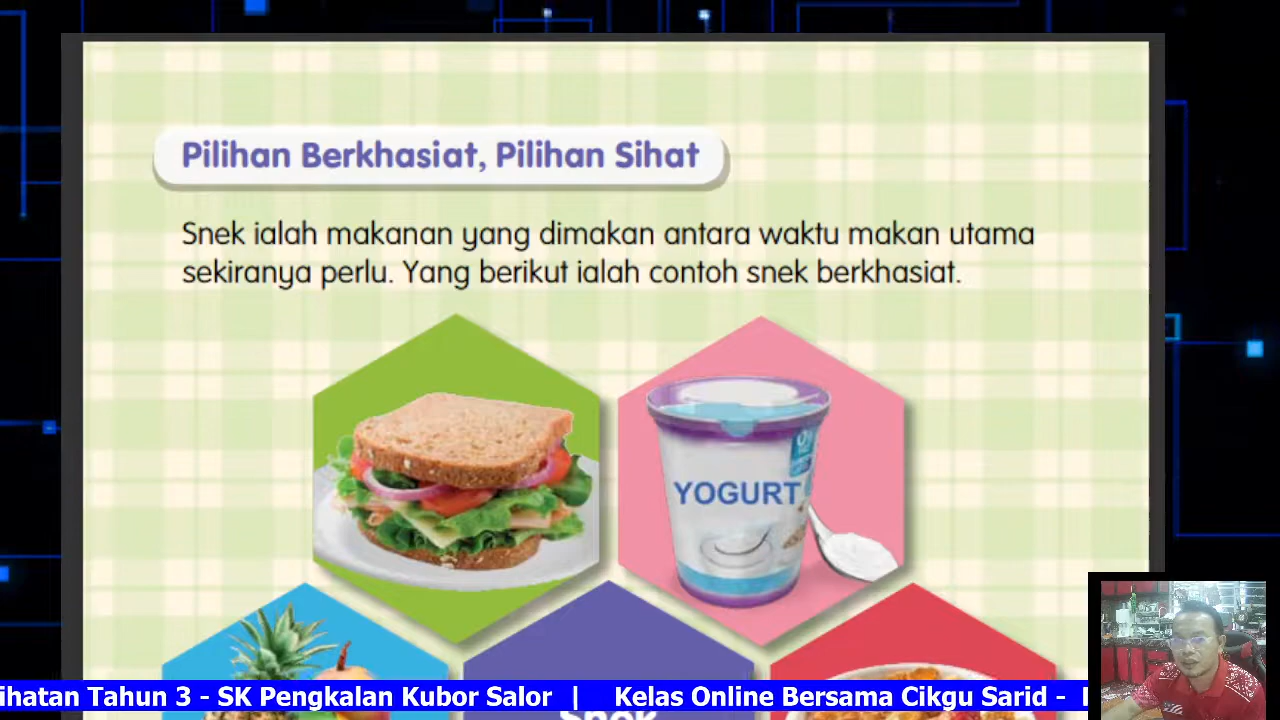 Pilihan Berkhasiat, Pilihan Sihat
Snek ialah makanan yang dimakan antara waktu makan utama
sekiranya perlu. Yang berikut ialah contoh snek berkhasiat.
YOGURT
Snek
ihatan Tahun 3 - SK Pengkalan Kubor Salor | Kelas Online Bersama Cikgu Sarid -